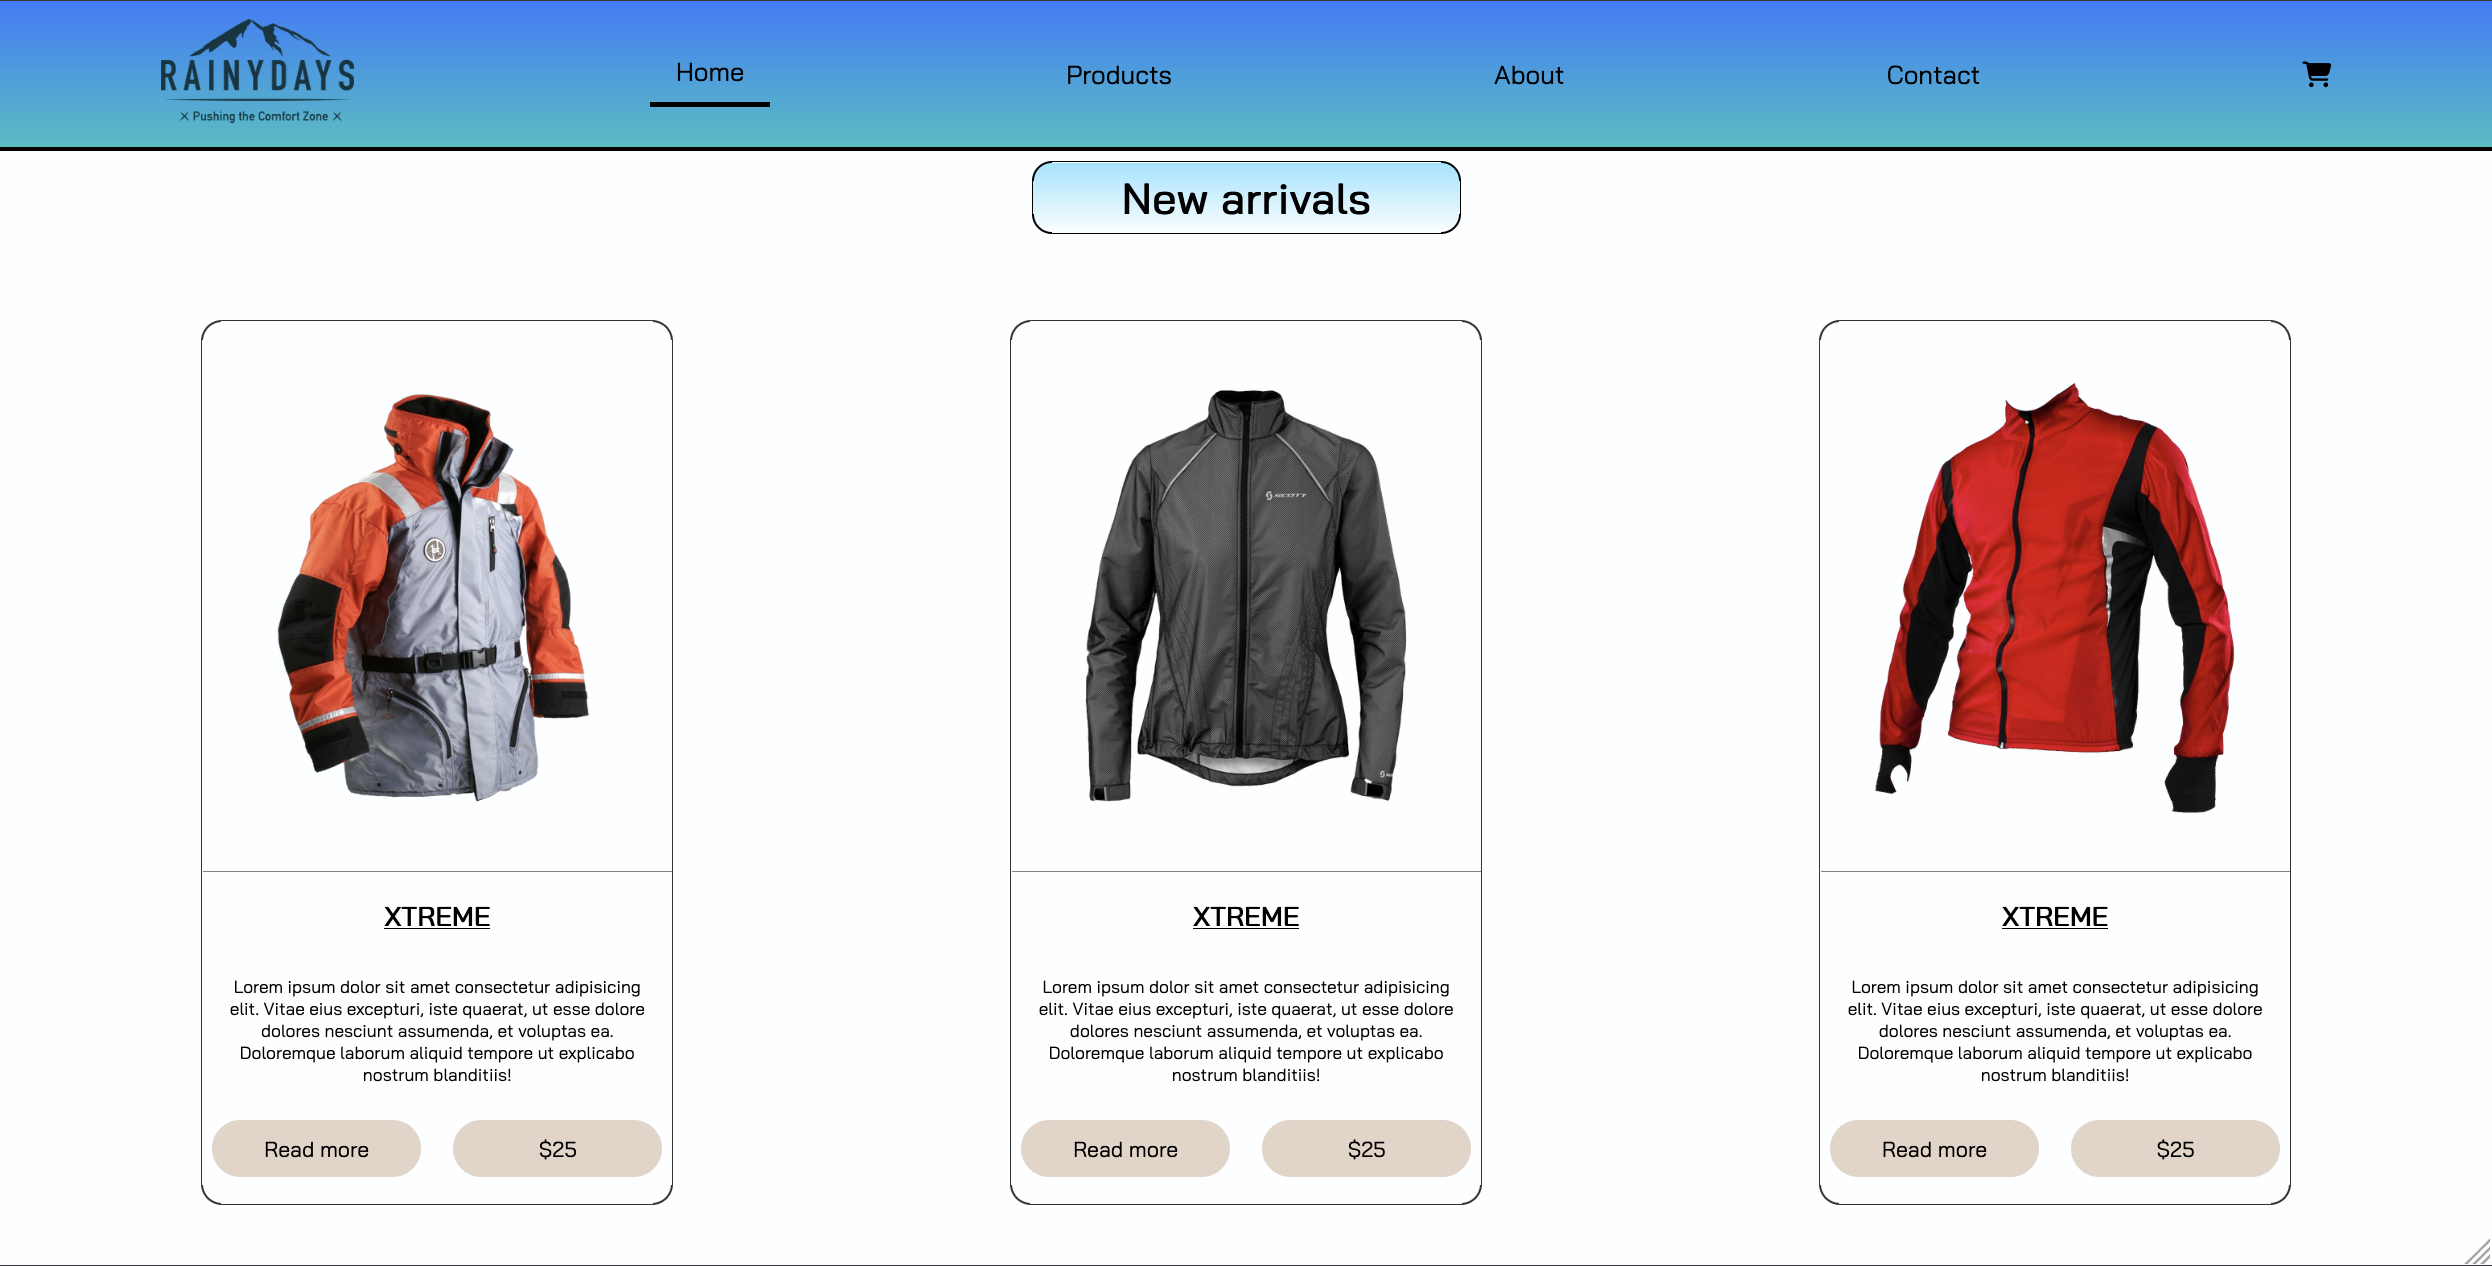 RAINYDAYS
× Pushing the Comfort Zone ×
Home
Products
About
Contact
New arrivals
SCOTT
XTREME
Lorem ipsum dolor sit amet consectetur adipisicing
elit. Vitae eius excepturi, iste quaerat, ut esse dolore
dolores nesciunt assumenda, et voluptas ea.
Doloremque laborum aliquid tempore ut explicabo
nostrum blanditiis!
Read more
$25
XTREME
Lorem ipsum dolor sit amet consectetur adipisicing
elit. Vitae eius excepturi, iste quaerat, ut esse dolore
dolores nesciunt assumenda, et voluptas ea.
Doloremque laborum aliquid tempore ut explicabo
nostrum blanditiis!
Read more
$25
XTREME
Lorem ipsum dolor sit amet consectetur adipisicing
elit. Vitae eius excepturi, iste quaerat, ut esse dolore
dolores nesciunt assumenda, et voluptas ea.
Doloremque laborum aliquid tempore ut explicabo
nostrum blanditiis!
Read more
$25